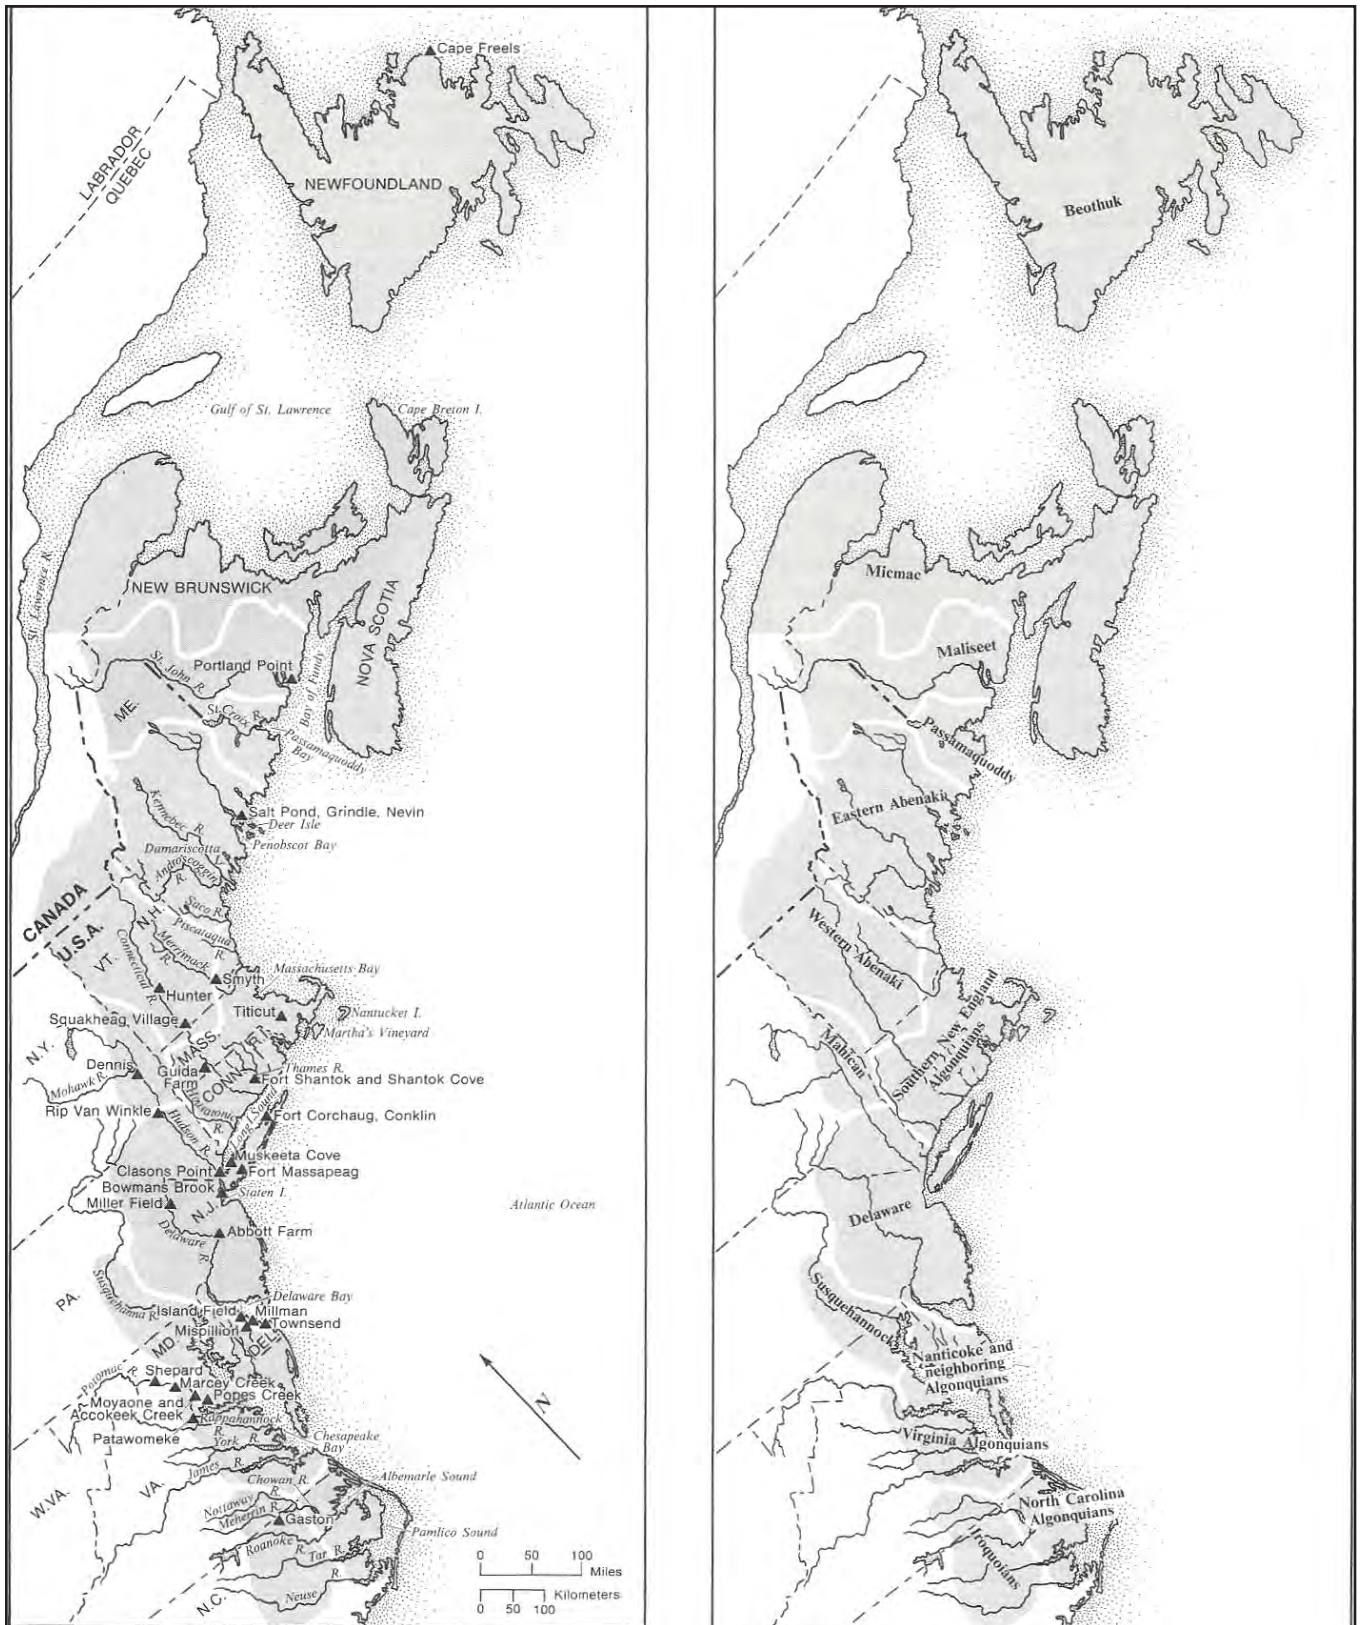 Cape Freels
LABRADOR
QUEBEC
NEWFOUNDLAND
Gulf of St. Lawrence
Cape Breton I.
St. Lawrence R.
NEW BRUNSWICK
NOVA SCOTIA
Portland Point
St. John R.
Bay of Fundy
ME.
St. Croix R.
Passamaquoddy
Bay
Salt Pond, Grindle, Nevin
Kennebec R.
Deer Isle
Penobscot Bay
Damariscotta
L.
Androscoggin
R.
CANADA
U.S.A.
Saco R.
N.H.
Piscataqua
R.
VT.
Merrimack
R.
Connecticut R.
Massachusetts Bay
Smyth
Hunter
Titicut
Nantucket I.
Squakheag Village
Martha's Vineyard
N.Y.
MASS.
R.I.
Dennis
Guida
Farm
CONN.
Thames R.
Mohawk R.
Fort Shantok and Shantok Cove
Housatonic
R.
Long I. Sound
Rip Van Winkle
Hudson R.
Fort Corchaug, Conklin
Muskeeta Cove
Clasons Point
Fort Massapeag
Bowmans Brook
Staten I.
Miller Field
N.J.
Atlantic Ocean
Delaware
R.
Abbott Farm
PA.
Susquehanna R.
Delaware Bay
Island Field
Millman
Townsend
Mispillion
DEL.
MD.
Potomac R.
Shepard
Marcey Creek
Popes Creek
Moyaone and
Accokeek Creek
Rappahannock
R.
Patawomeke
York R.
Chesapeake
Bay
N
W.VA.
VA.
James R.
Chowan R.
Albemarle Sound
Nottaway R.
Meherrin R.
Gaston
Pamlico Sound
Roanoke R.
Tar R.
Neuse R.
N.C.
0 50 100
Miles
Kilometers
0 50 100
Beothuk
Micmac
Maliseet
Passamaquoddy
Eastern Abenaki
Western Abenaki
Southern New England
Algonquians
Mahican
Delaware
Susquehannock
Nanticoke and
neighboring
Algonquians
Virginia Algonquians
North Carolina
Algonquians
Iroquoians